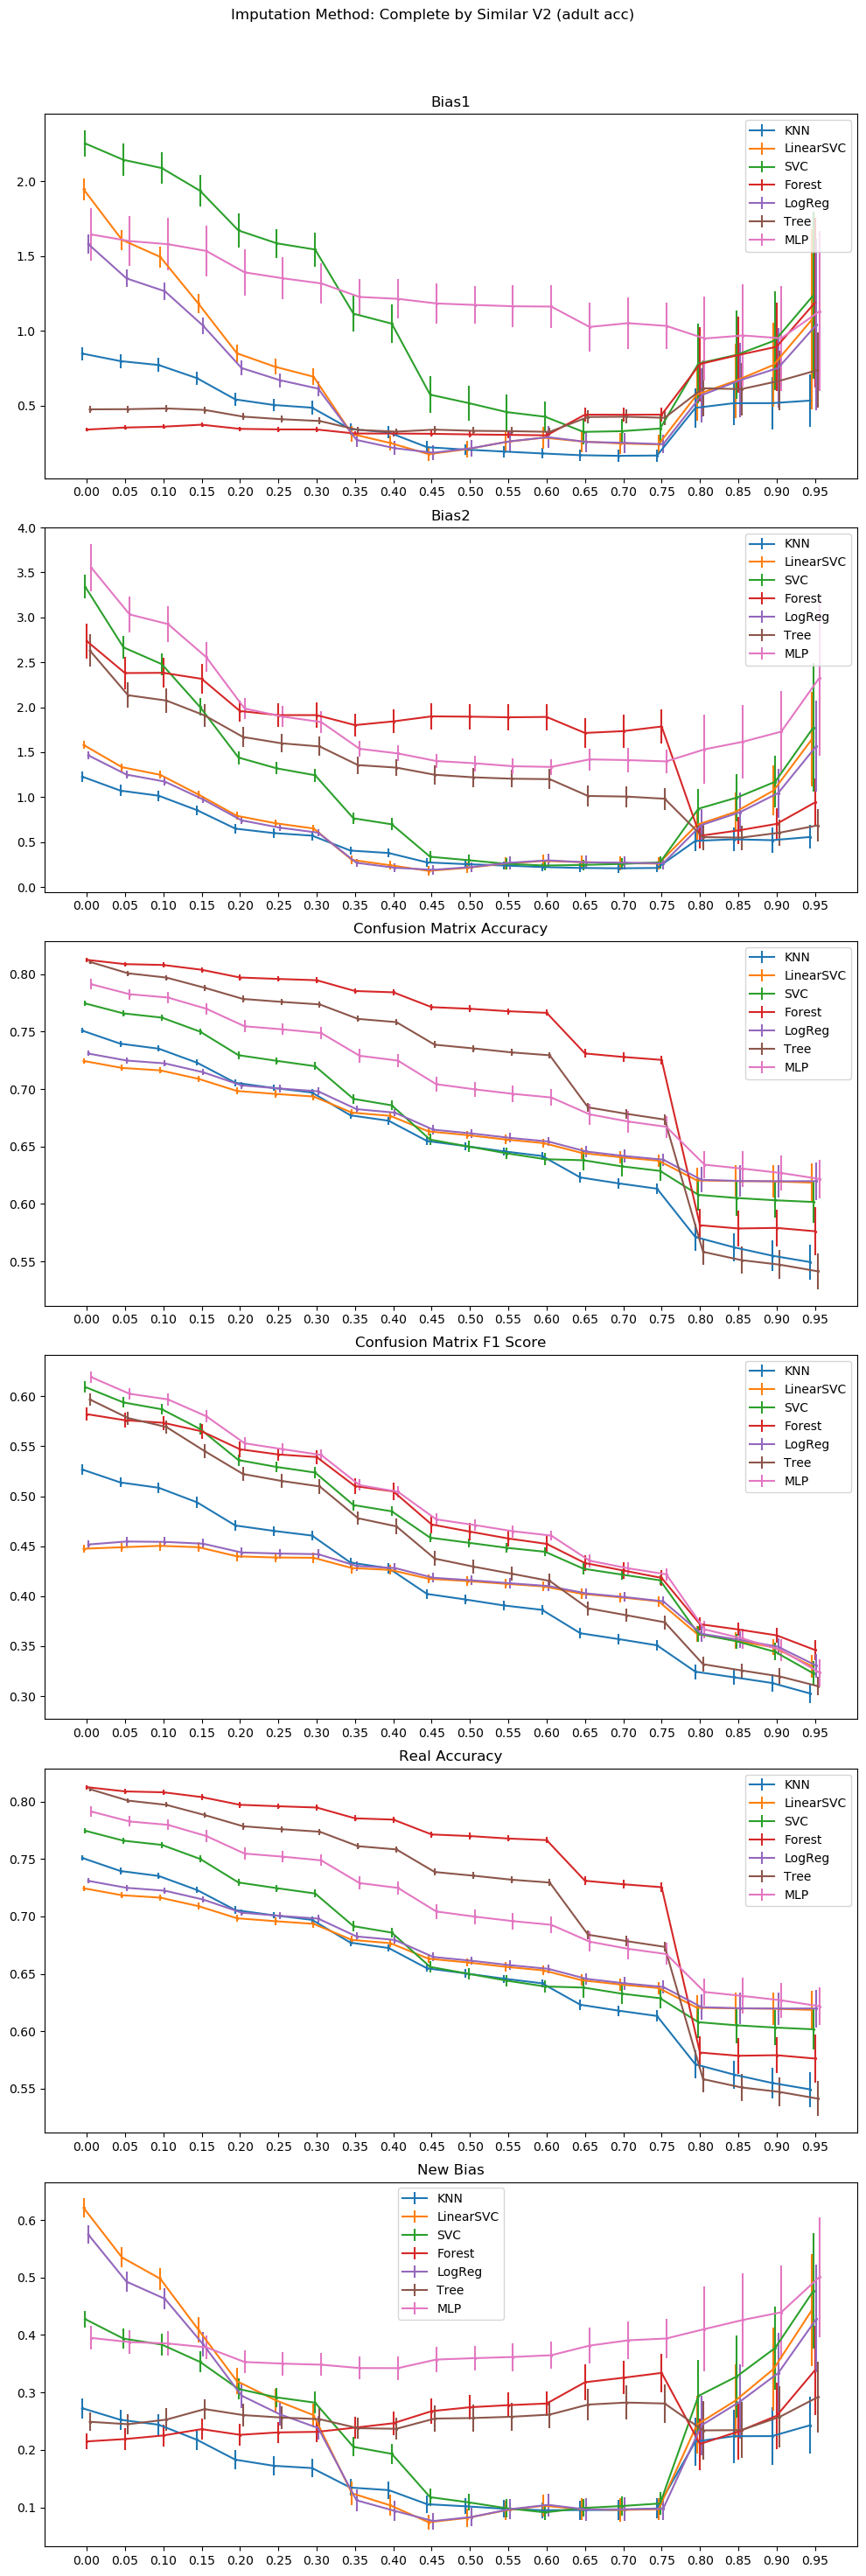 Imputation Method: Complete by Similar V2 (adult acc)
Bias1
KNN
LinearSVC
SVC
Forest
LogReg
Tree
MLP
2.0
1.5
1.0
0.5
0.00 0.05 0.10 0.15 0.20 0.25 0.30 0.35 0.40 0.45 0.50 0.55 0.60 0.65 0.70 0.75 0.80 0.85 0.90 0.95
Bias2
KNN
LinearSVC
SVC
Forest
LogReg
Tree
MLP
4.0
3.5
3.0
2.5
2.0
1.5
1.0
0.5
0.0
0.00 0.05 0.10 0.15 0.20 0.25 0.30 0.35 0.40 0.45 0.50 0.55 0.60 0.65 0.70 0.75 0.80 0.85 0.90 0.95
Confusion Matrix Accuracy
KNN
LinearSVC
SVC
Forest
LogReg
Tree
MLP
0.80
0.75
0.70
0.65
0.60
0.55
0.00 0.05 0.10 0.15 0.20 0.25 0.30 0.35 0.40 0.45 0.50 0.55 0.60 0.65 0.70 0.75 0.80 0.85 0.90 0.95
Confusion Matrix F1 Score
KNN
LinearSVC
SVC
Forest
LogReg
Tree
MLP
0.60
0.55
0.50
0.45
0.40
0.35
0.30
0.00 0.05 0.10 0.15 0.20 0.25 0.30 0.35 0.40 0.45 0.50 0.55 0.60 0.65 0.70 0.75 0.80 0.85 0.90 0.95
Real Accuracy
KNN
LinearSVC
SVC
Forest
LogReg
Tree
MLP
0.80
0.75
0.70
0.65
0.60
0.55
0.00 0.05 0.10 0.15 0.20 0.25 0.30 0.35 0.40 0.45 0.50 0.55 0.60 0.65 0.70 0.75 0.80 0.85 0.90 0.95
New Bias
KNN
LinearSVC
SVC
Forest
LogReg
Tree
MLP
0.6
0.5
0.4
0.3
0.2
0.1
0.00 0.05 0.10 0.15 0.20 0.25 0.30 0.35 0.40 0.45 0.50 0.55 0.60 0.65 0.70 0.75 0.80 0.85 0.90 0.95